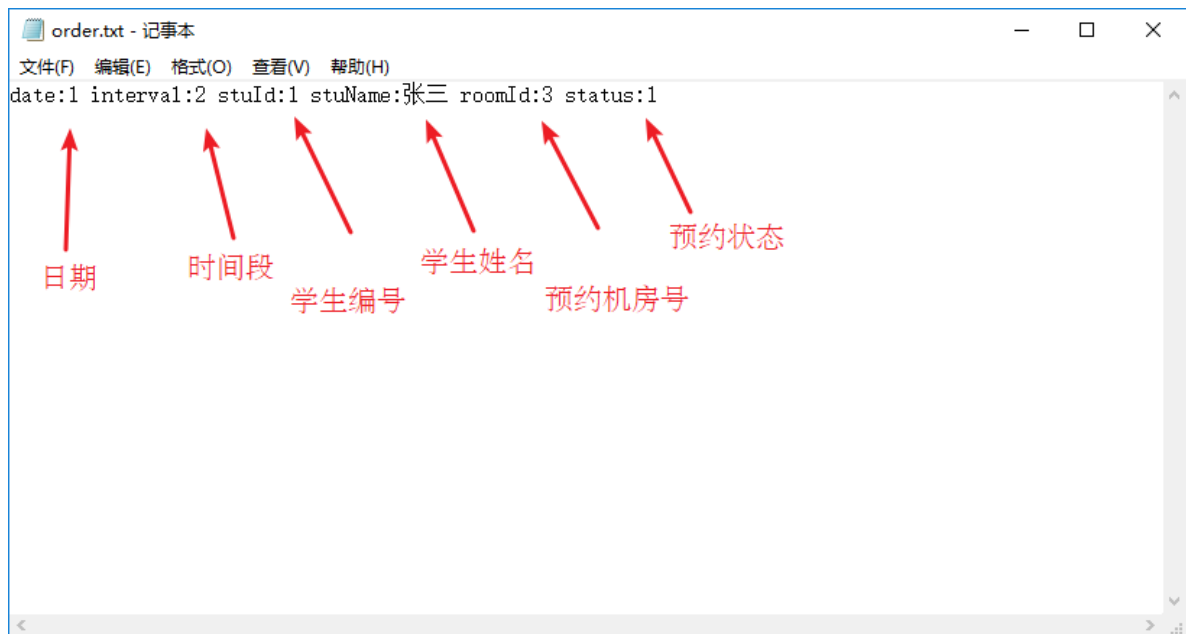 order.txt - 记事本
文件(F) 编辑(E) 格式(O) 查看(V) 帮助(H)
date:1 interval:2 stuId:1 stuName:张三 roomId:3 status:1
预约状态
学生姓名
时间段
日期
学生编号
预约机房号